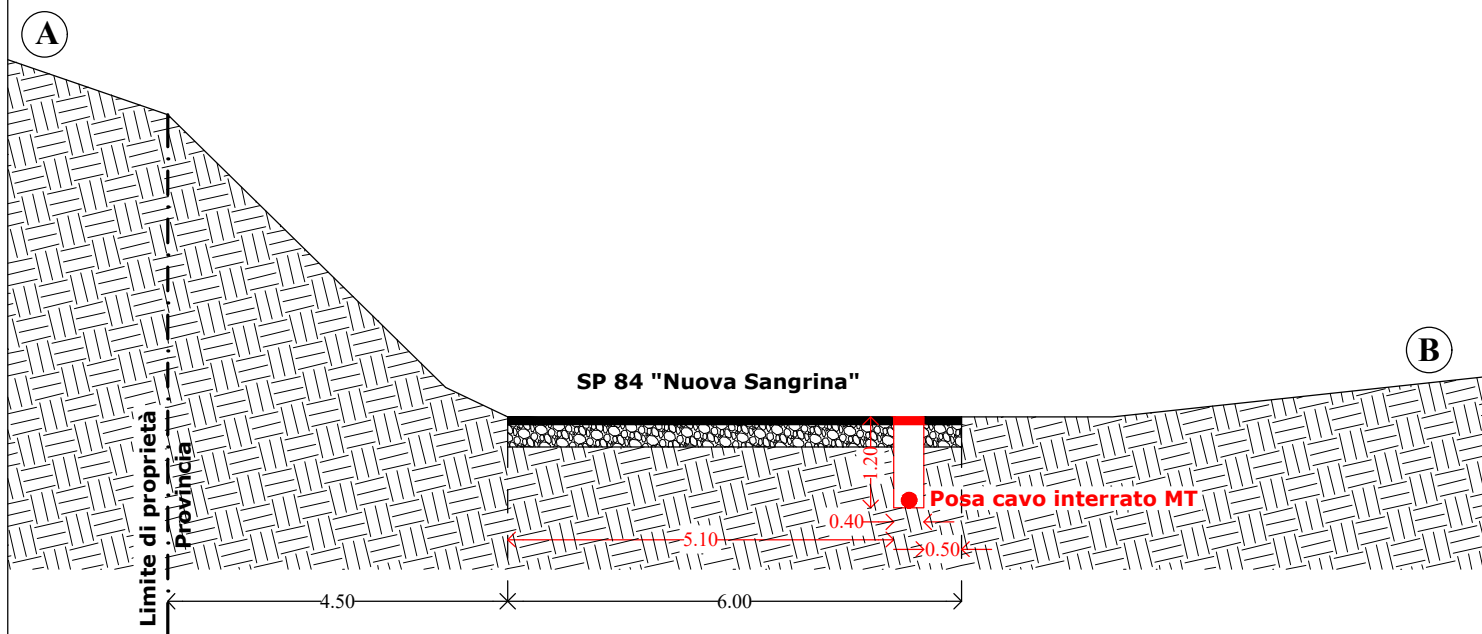 A
B
SP 84 "Nuova Sangrina"
Limite di proprietà
Provincia
1.20
Posa cavo interrato MT
0.40
5.10
0.50
4.50
6.00